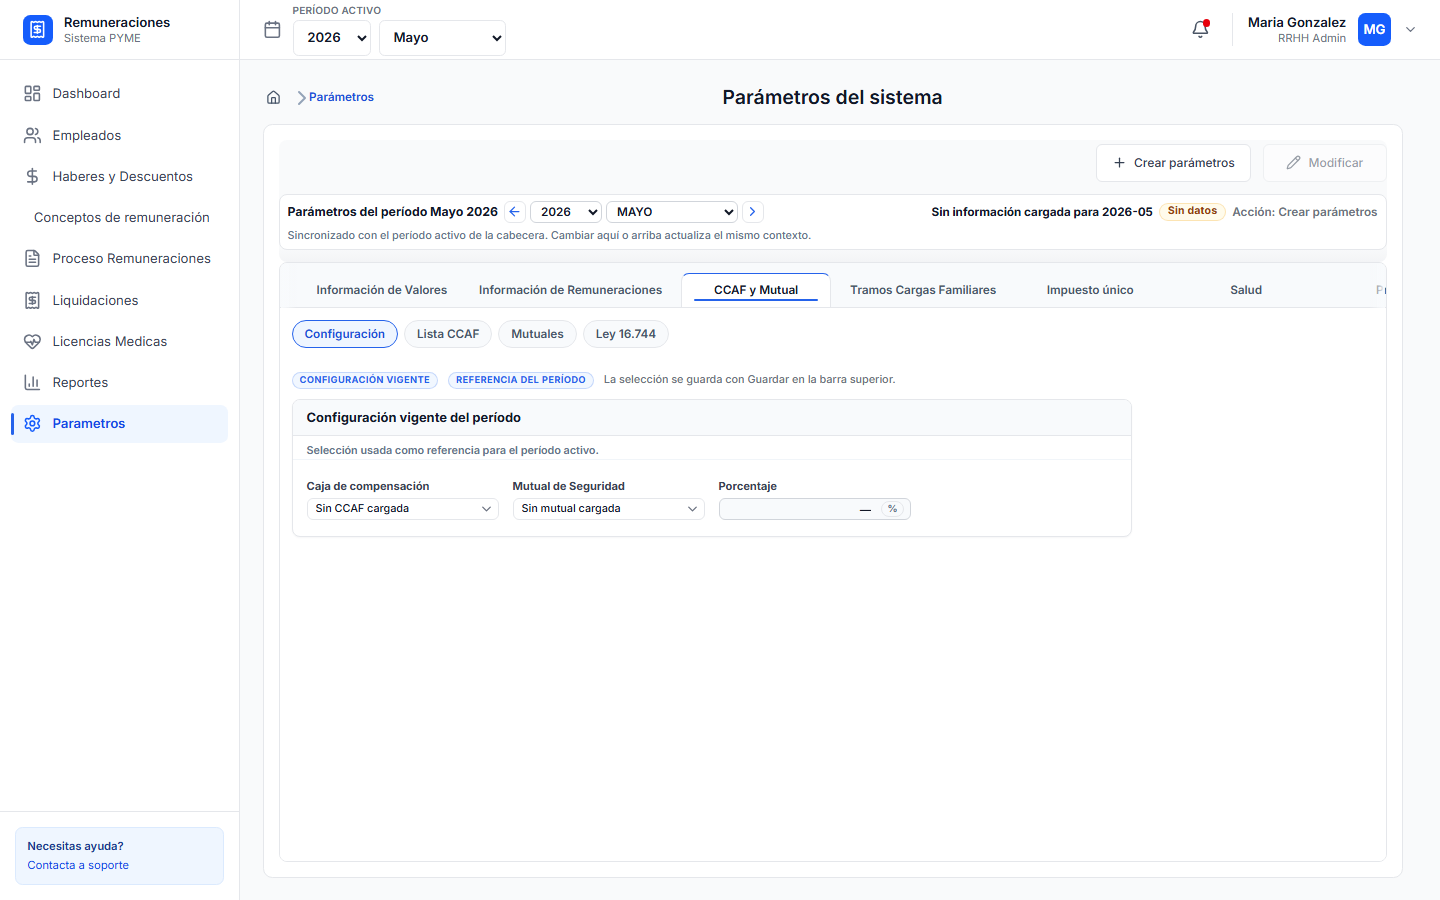 Remuneraciones
Sistema PYME
PERÍODO ACTIVO
2026 Mayo
Maria Gonzalez
RRHH Admin
MG
Dashboard
Empleados
Haberes y Descuentos
Conceptos de remuneración
Proceso Remuneraciones
Liquidaciones
Licencias Medicas
Reportes
Parametros
Necesitas ayuda?
Contacta a soporte
Parámetros
Parámetros del sistema
Crear parámetros Modificar
Parámetros del período Mayo 2026 2026 MAYO
Sin información cargada para 2026-05 Sin datos Acción: Crear parámetros
Sincronizado con el período activo de la cabecera. Cambiar aquí o arriba actualiza el mismo contexto.
Información de Valores Información de Remuneraciones CCAF y Mutual Tramos Cargas Familiares Impuesto único Salud
Configuración Lista CCAF Mutuales Ley 16.744
CONFIGURACIÓN VIGENTE REFERENCIA DEL PERÍODO La selección se guarda con Guardar en la barra superior.
Configuración vigente del período
Selección usada como referencia para el periodo activo.
Caja de compensación Mutual de Seguridad Porcentaje
Sin CCAF cargada Sin mutual cargada — %